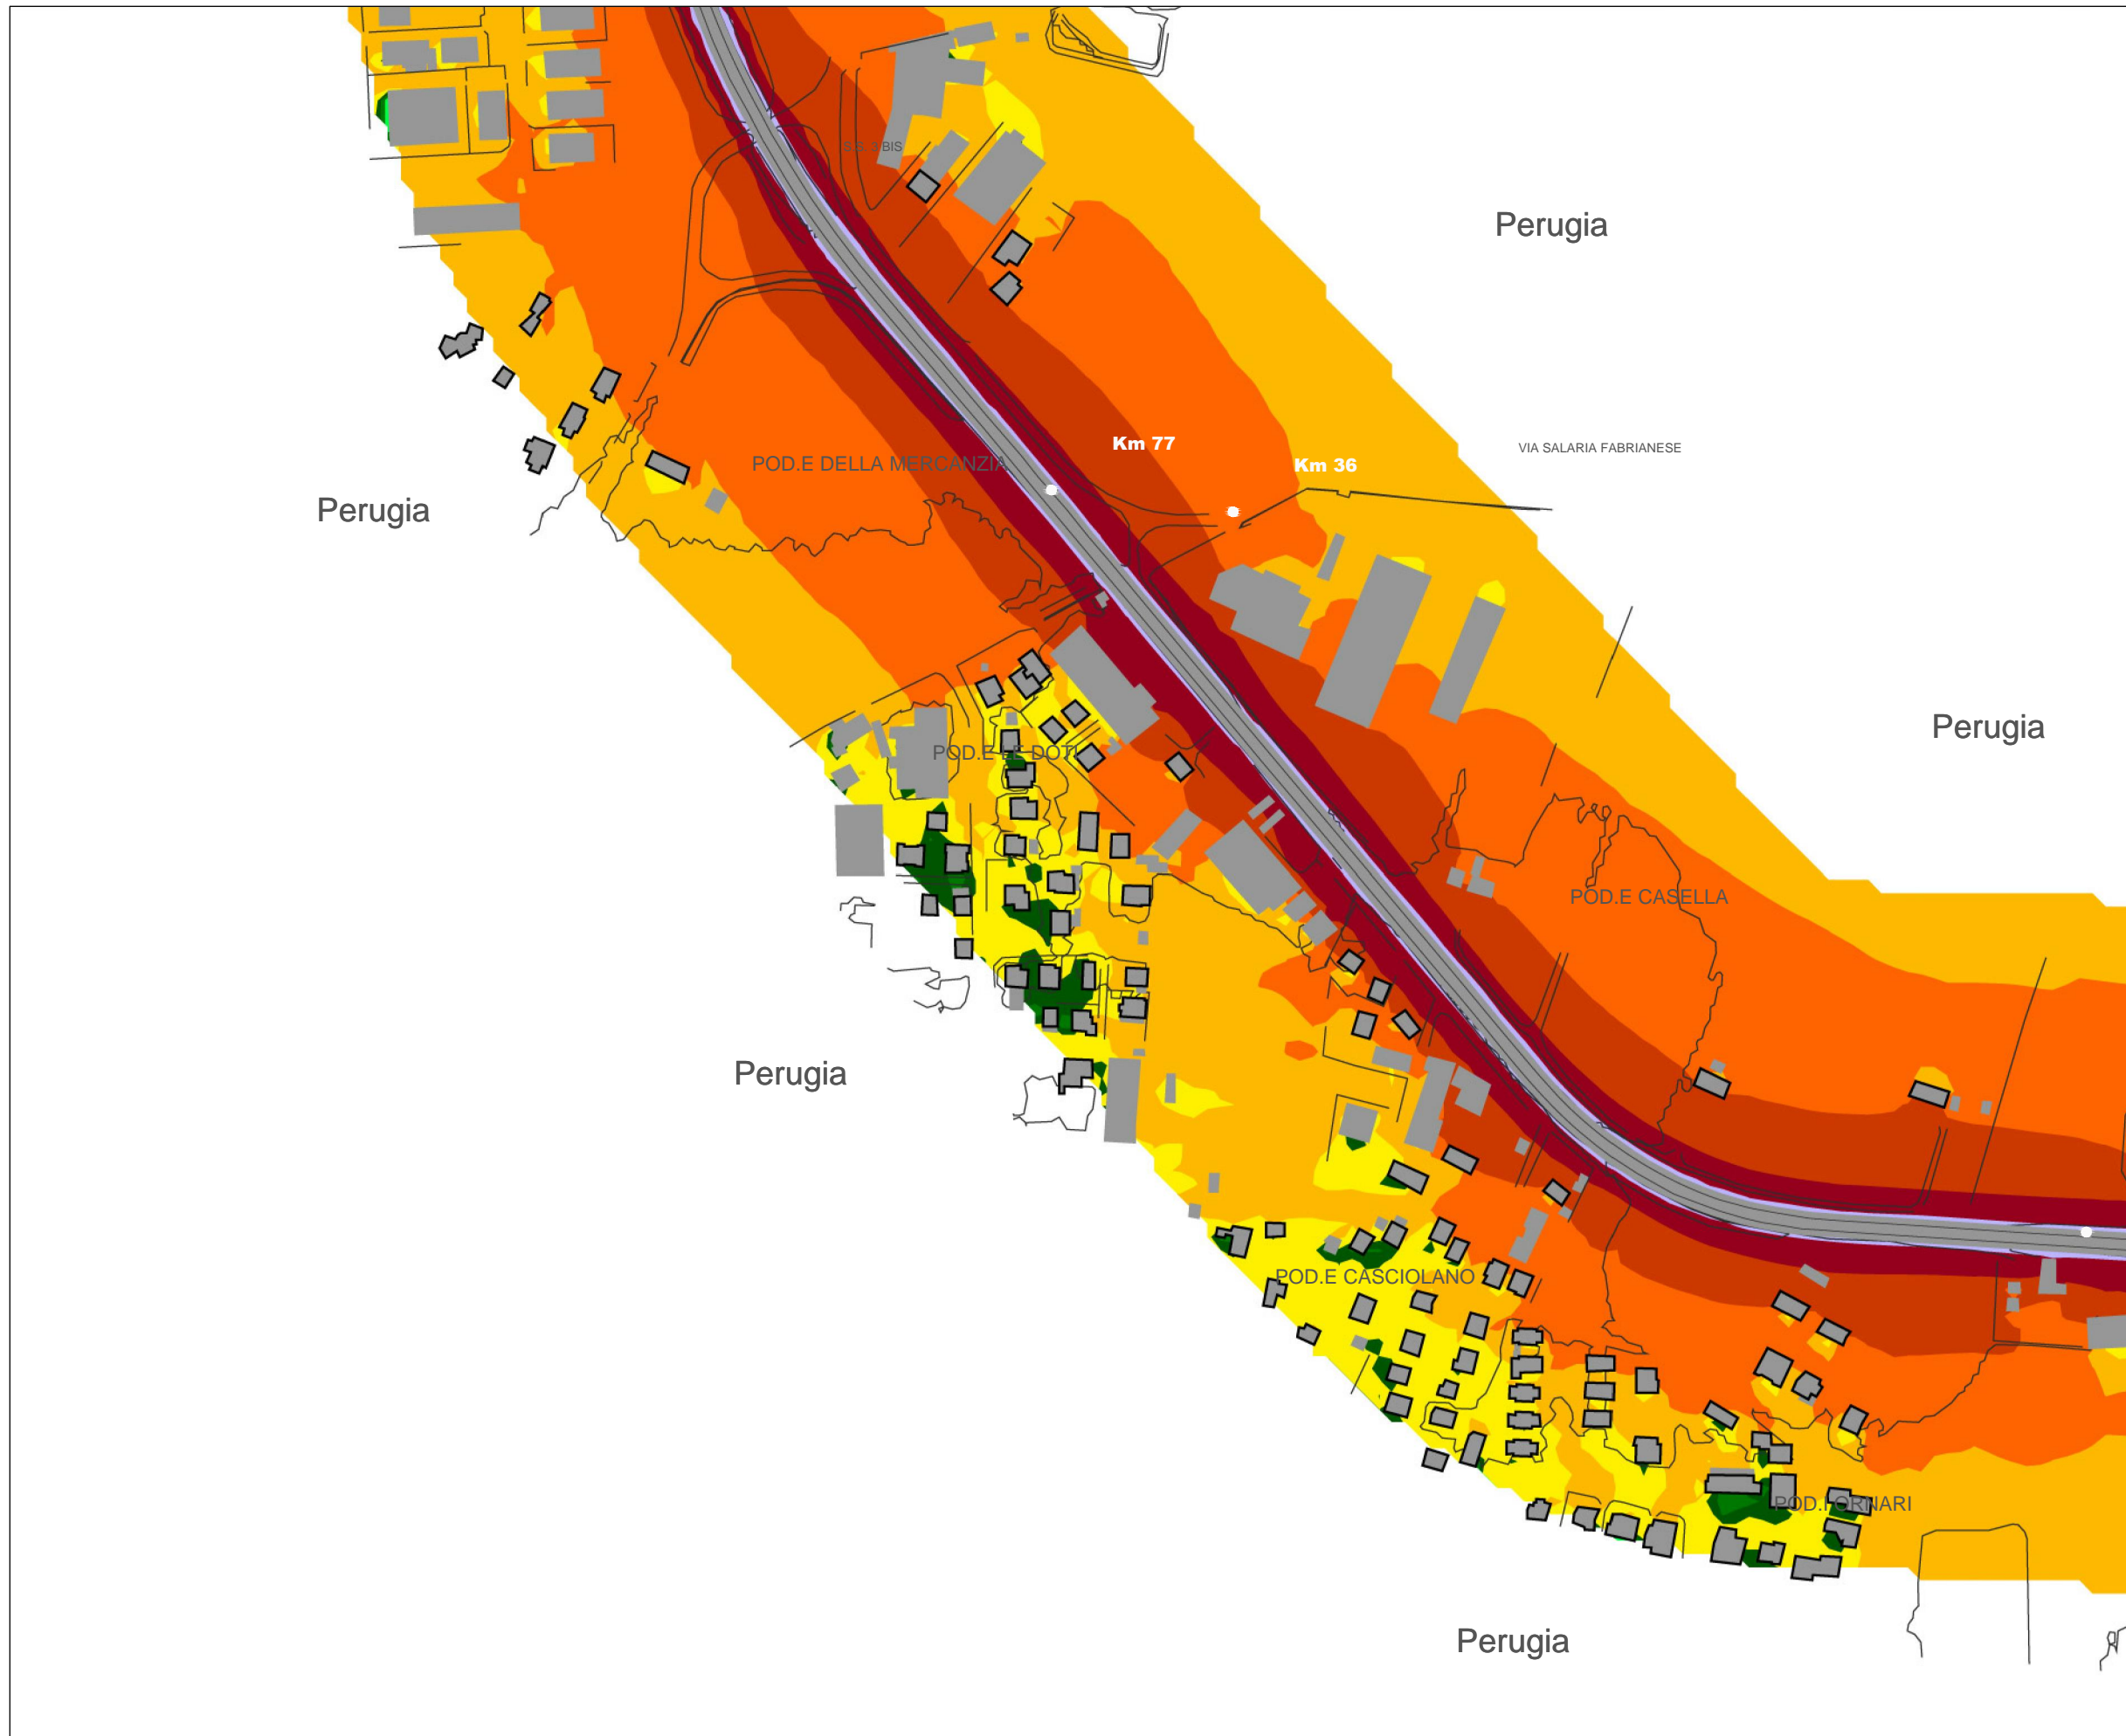 S.S. 3 BIS
Perugia
Km 77
VIA SALARIA FABRIANESE
POD.E DELLA MERCANZIA
Km 36
Perugia
Perugia
POD.E LE DOTI
POD.E CASELLA
Perugia
POD.E CASCIOLANO
POD.FORNARI
Perugia